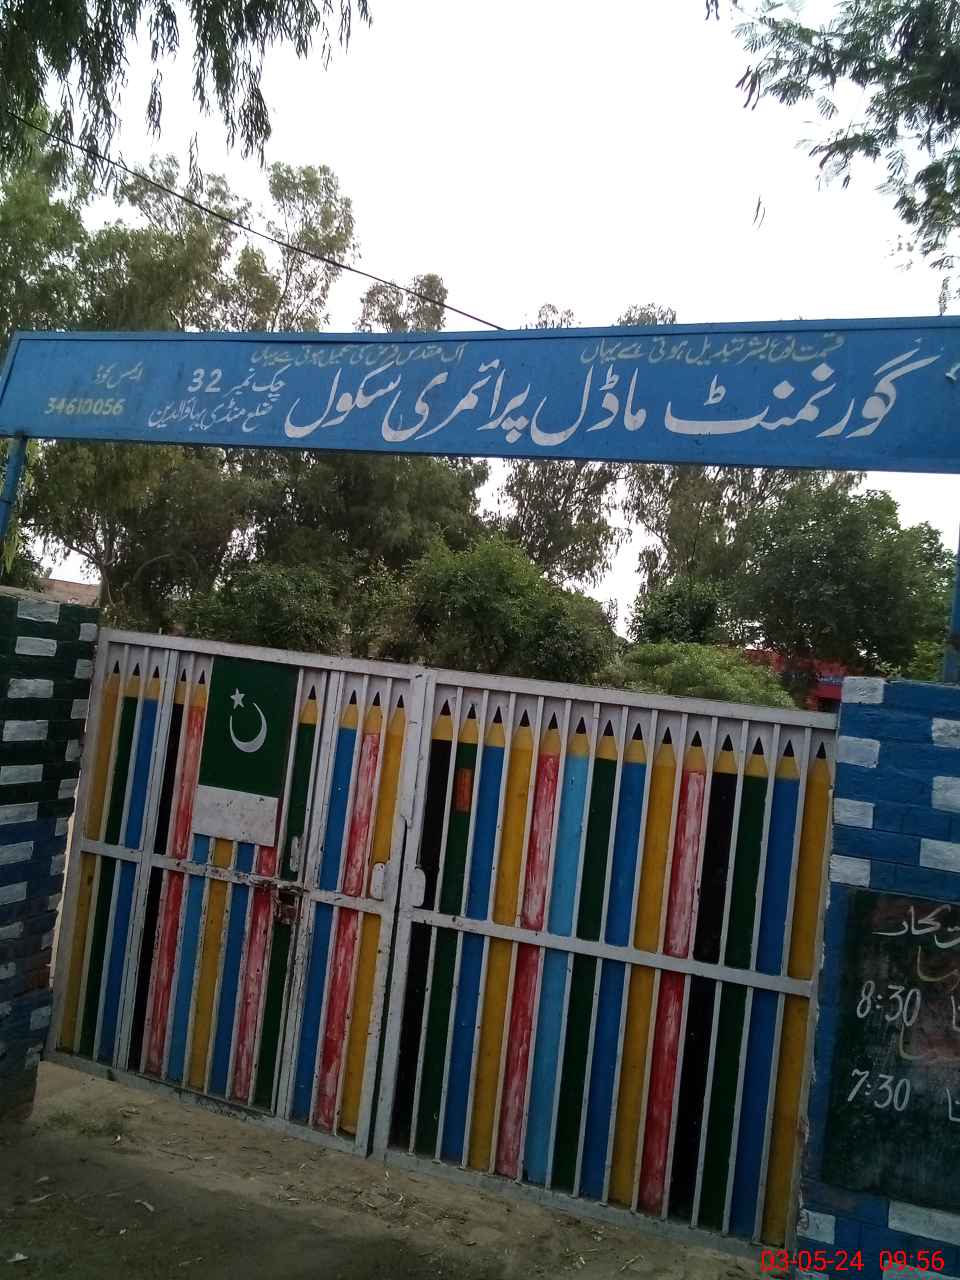 قسمت نوع بشر تبدیل ہوتی ہے یہاں
اک مقدس فرض کی تکمیل ہوتی ہے یہاں
گورنمنٹ ماڈل پرائمری سکول
چک نمبر 32
ضلع منڈی بہاؤالدین
ایمس کوڈ
34610056
8:30
7:30
03-05-24 09:56